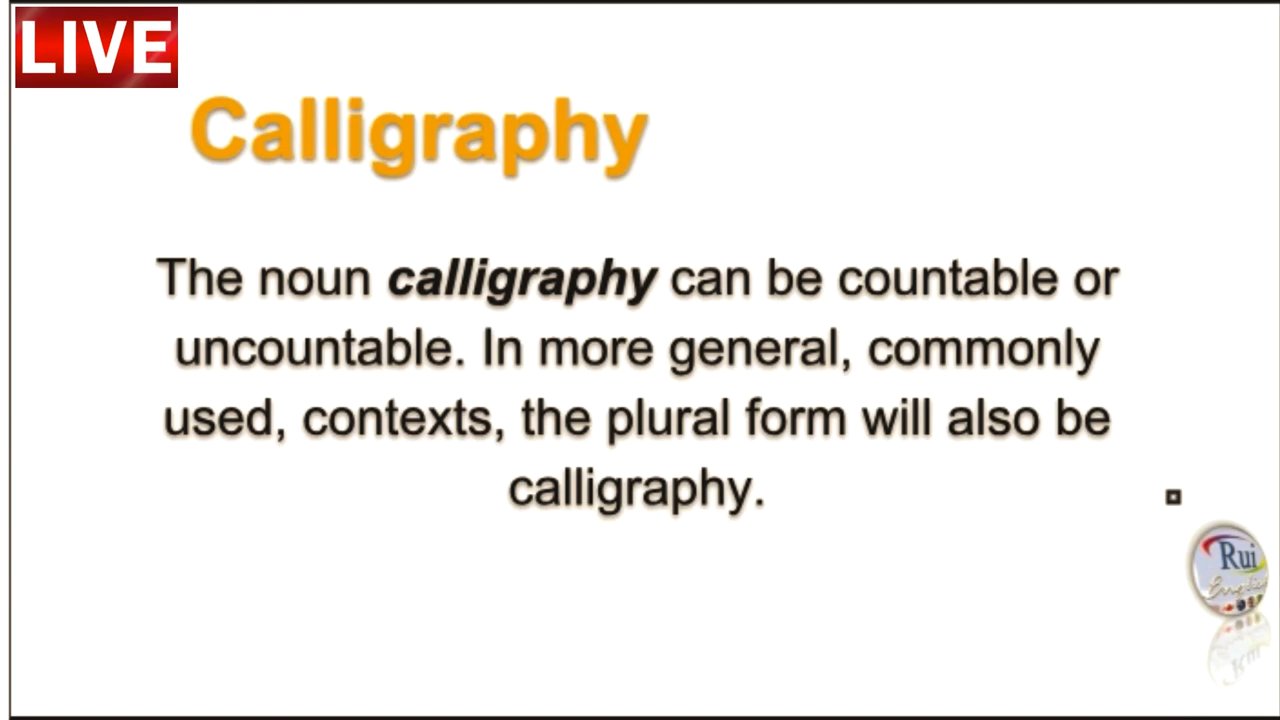 LIVE
Calligraphy
The noun calligraphy can be countable or
uncountable. In more general, commonly
used, contexts, the plural form will also be
calligraphy.
Rui
English